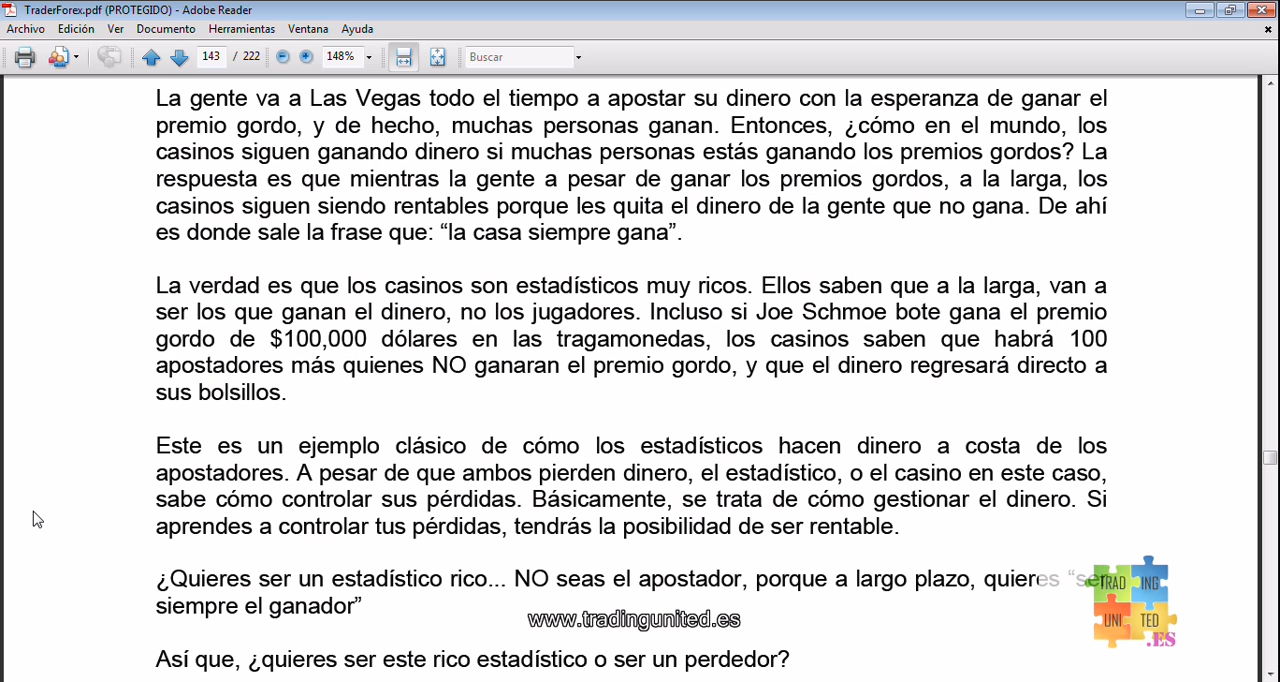 TraderForex.pdf (PROTEGIDO) - Adobe Reader
Archivo Edición Ver Documento Herramientas Ventana Ayuda
143 / 222 148% Buscar
La gente va a Las Vegas todo el tiempo a apostar su dinero con la esperanza de ganar el
premio gordo, y de hecho, muchas personas ganan. Entonces, ¿cómo en el mundo, los
casinos siguen ganando dinero si muchas personas estás ganando los premios gordos? La
respuesta es que mientras la gente a pesar de ganar los premios gordos, a la larga, los
casinos siguen siendo rentables porque les quita el dinero de la gente que no gana. De ahí
es donde sale la frase que: “la casa siempre gana”.
La verdad es que los casinos son estadísticos muy ricos. Ellos saben que a la larga, van a
ser los que ganan el dinero, no los jugadores. Incluso si Joe Schmoe bote gana el premio
gordo de $100,000 dólares en las tragamonedas, los casinos saben que habrá 100
apostadores más quienes NO ganaran el premio gordo, y que el dinero regresará directo a
sus bolsillos.
Este es un ejemplo clásico de cómo los estadísticos hacen dinero a costa de los
apostadores. A pesar de que ambos pierden dinero, el estadístico, o el casino en este caso,
sabe cómo controlar sus pérdidas. Básicamente, se trata de cómo gestionar el dinero. Si
aprendes a controlar tus pérdidas, tendrás la posibilidad de ser rentable.
¿Quieres ser un estadístico rico... NO seas el apostador, porque a largo plazo, quieres “ser
siempre el ganador”
www.tradingunited.es
TRAD ING
UNI TED
.ES
Así que, ¿quieres ser este rico estadístico o ser un perdedor?